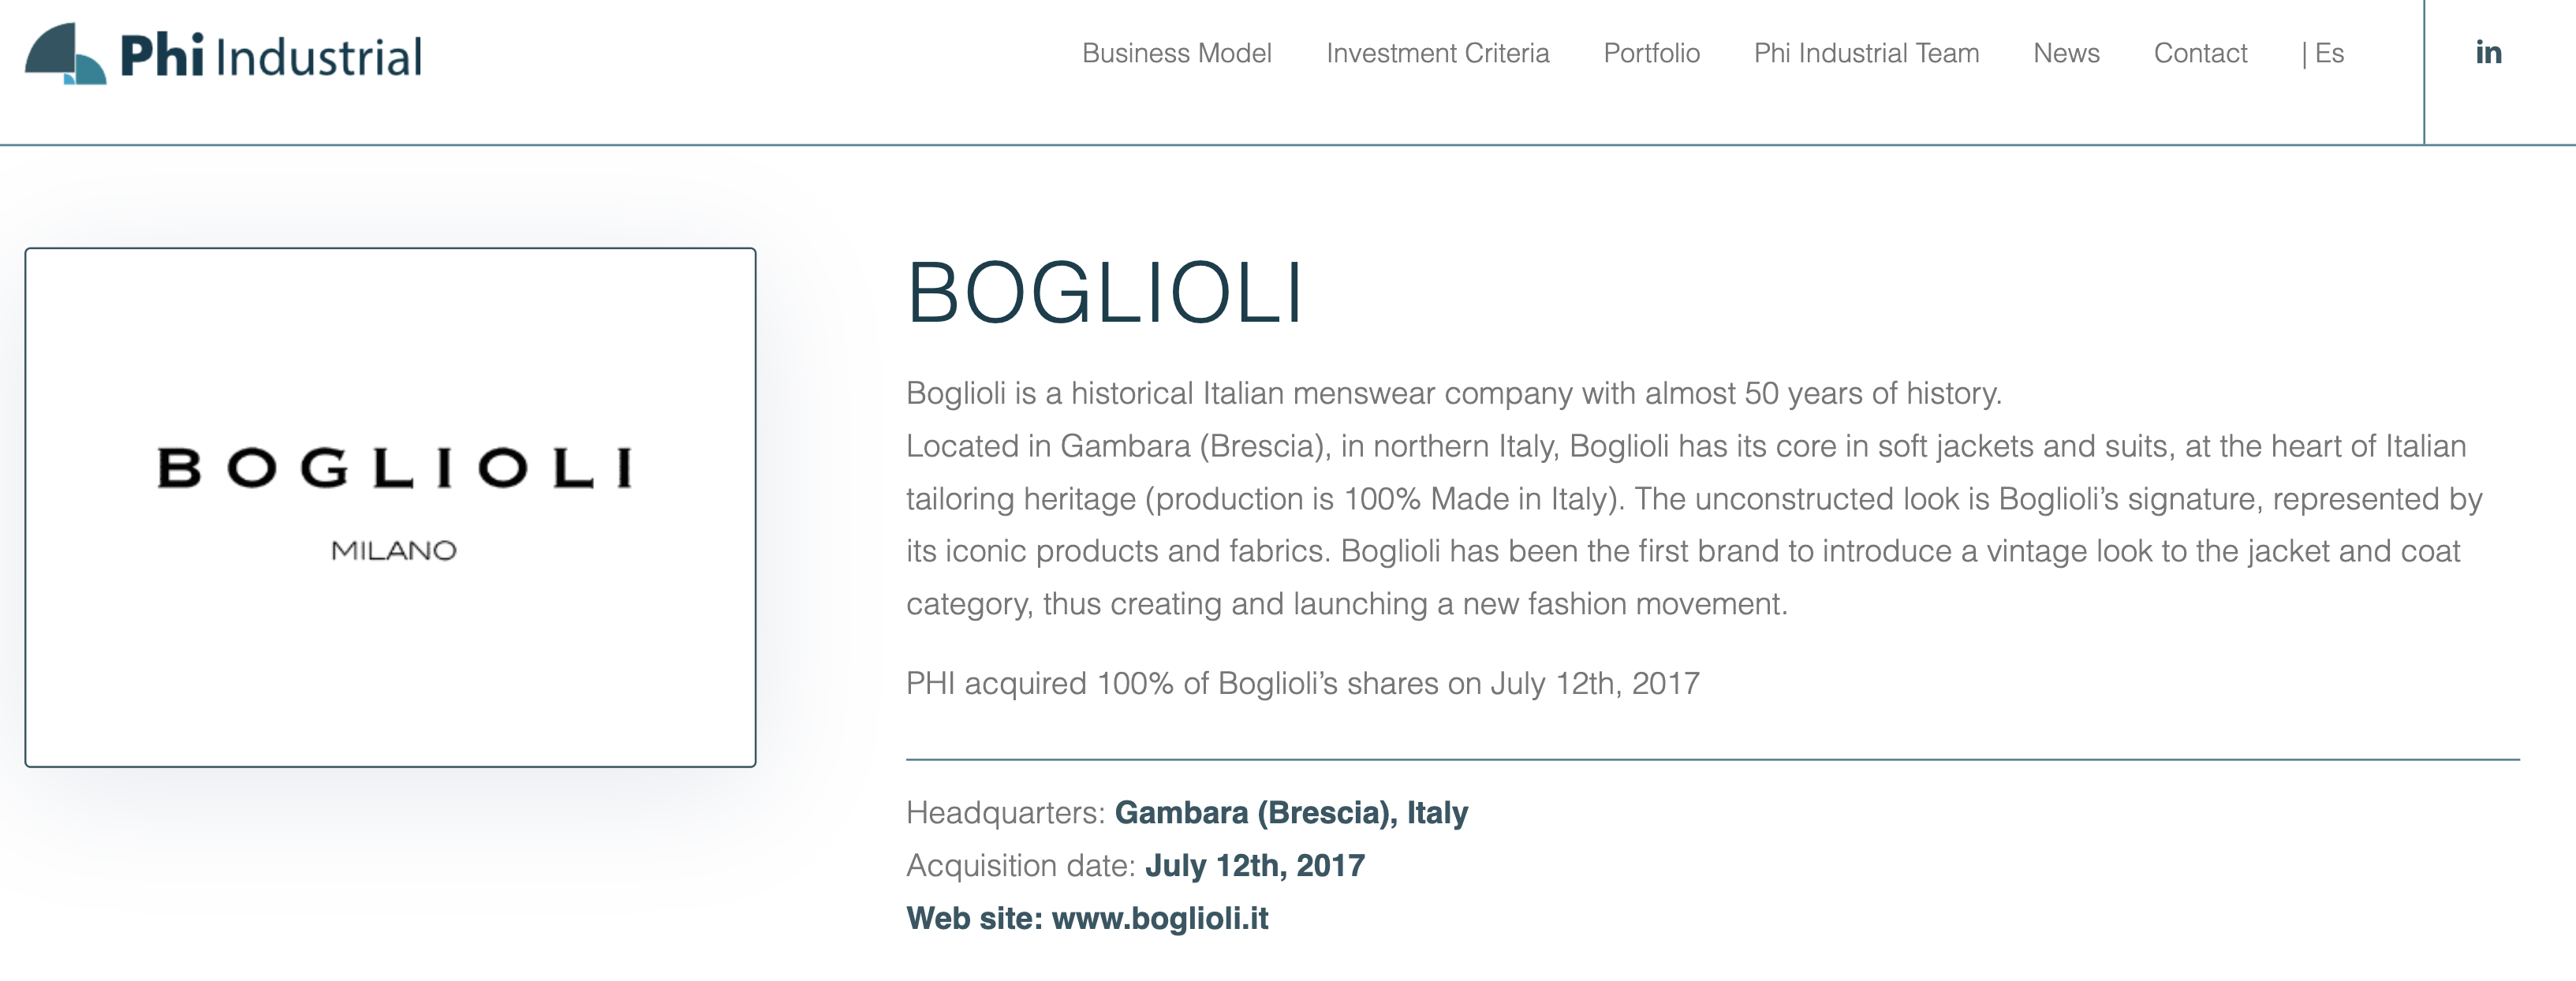 Phi Industrial
Business Model
Investment Criteria
Portfolio
Phi Industrial Team
News
Contact
| Es
in
BOGLIOLI
MILANO
BOGLIOLI
Boglioli is a historical Italian menswear company with almost 50 years of history.
Located in Gambara (Brescia), in northern Italy, Boglioli has its core in soft jackets and suits, at the heart of Italian
tailoring heritage (production is 100% Made in Italy). The unconstructed look is Boglioli’s signature, represented by
its iconic products and fabrics. Boglioli has been the first brand to introduce a vintage look to the jacket and coat
category, thus creating and launching a new fashion movement.
PHI acquired 100% of Boglioli’s shares on July 12th, 2017
Headquarters: Gambara (Brescia), Italy
Acquisition date: July 12th, 2017
Web site: www.boglioli.it